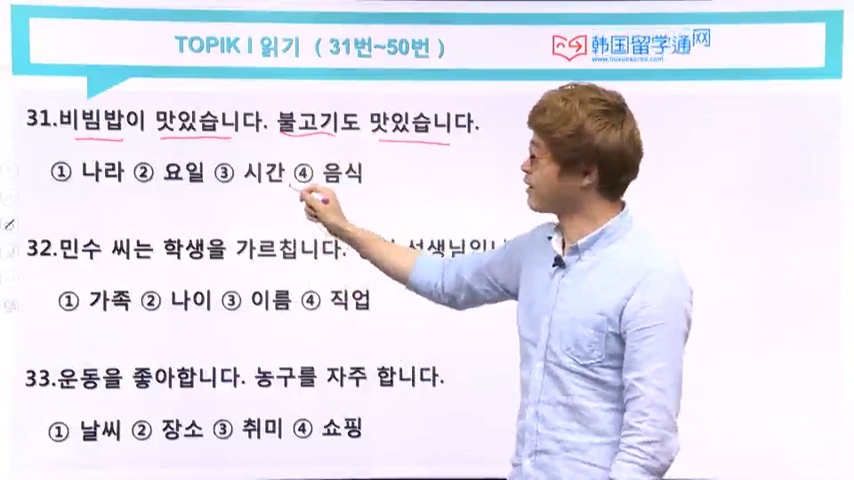 TOPIK I 읽기 ( 31번~50번 )
韩国留学通网
31.비빔밥이 맛있습니다. 불고기도 맛있습니다.
① 나라 ② 요일 ③ 시간 ④ 음식
32.민수 씨는 학생을 가르칩니다. 선생님입니
① 가족 ② 나이 ③ 이름 ④ 직업
33.운동을 좋아합니다. 농구를 자주 합니다.
① 날씨 ② 장소 ③ 취미 ④ 쇼핑